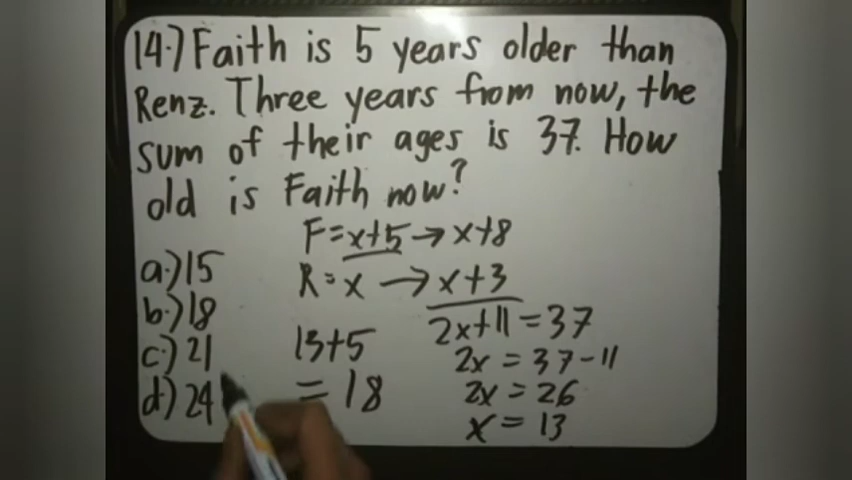 14.) Faith is 5 years older than
Renz. Three years from now, the
sum of their ages is 37. How
old is Faith now?
F = x+5 → x+8
R = x → x+3
2x+11 = 37
2x = 37-11
2x = 26
x = 13
a.) 15
b.) 18
c.) 21
d.) 24
13+5
= 18